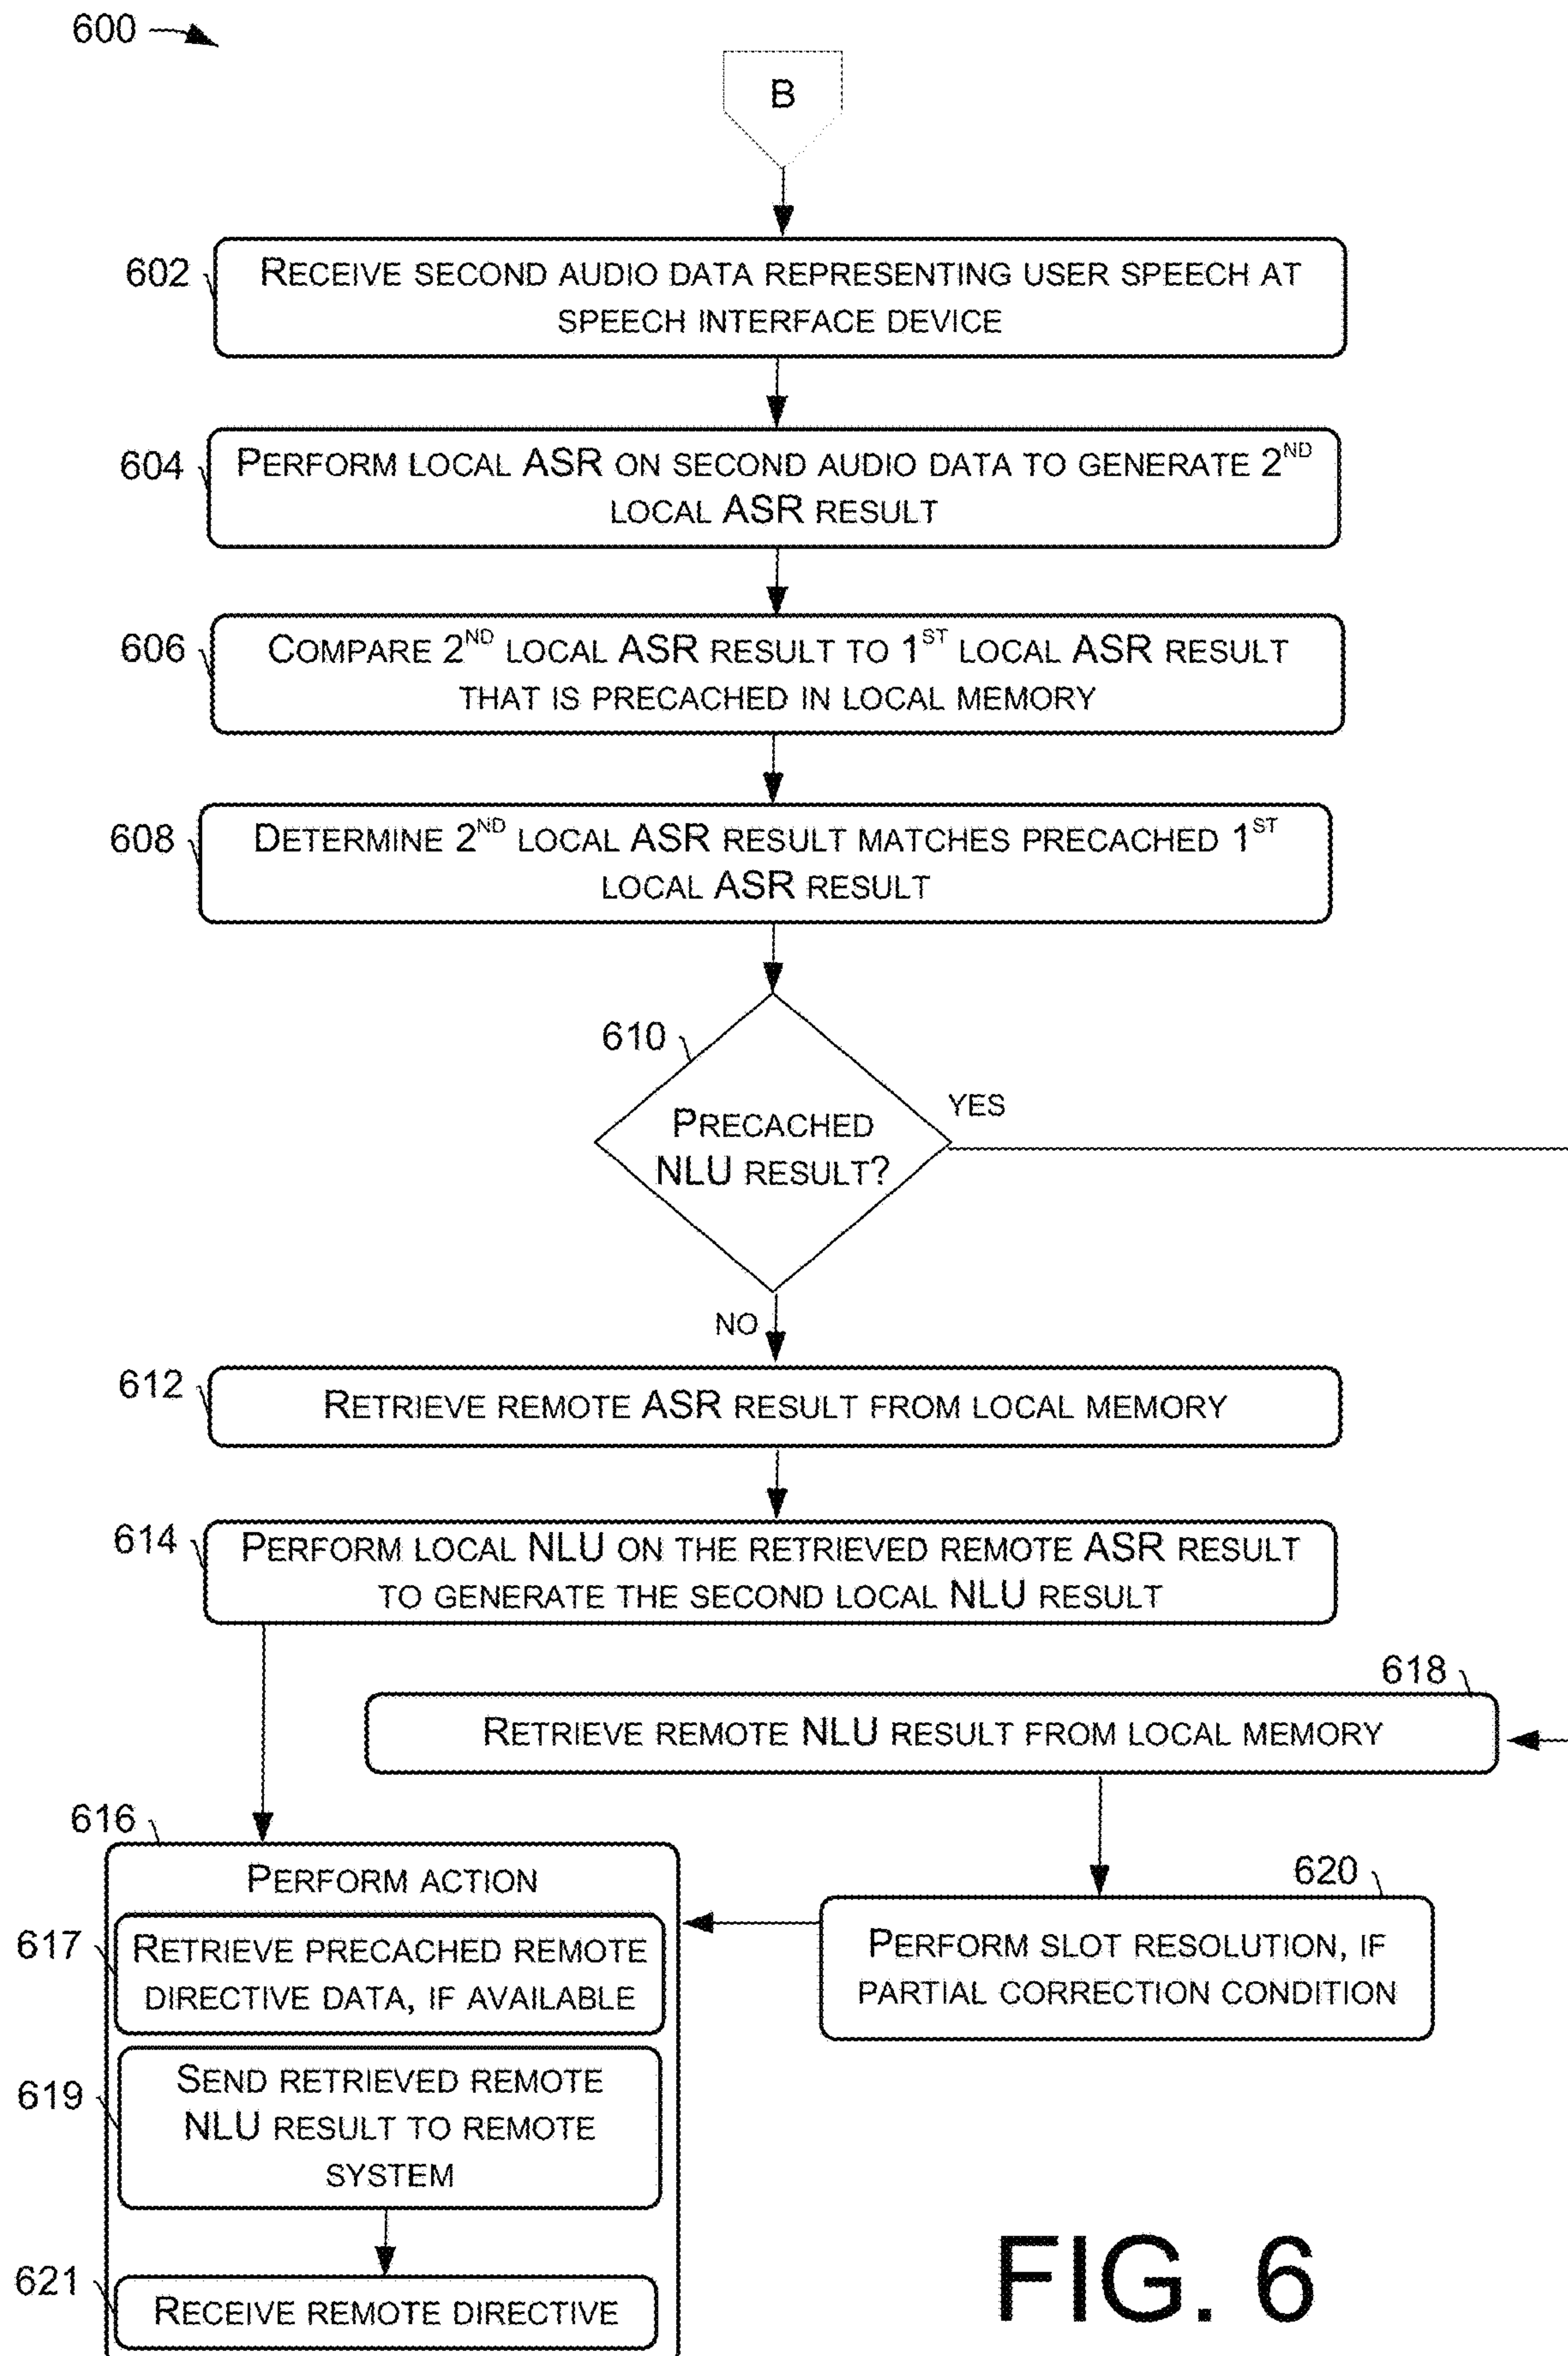 600
B
602
RECEIVE SECOND AUDIO DATA REPRESENTING USER SPEECH AT
SPEECH INTERFACE DEVICE
604
PERFORM LOCAL ASR ON SECOND AUDIO DATA TO GENERATE 2ND
LOCAL ASR RESULT
606
COMPARE 2ND LOCAL ASR RESULT TO 1ST LOCAL ASR RESULT
THAT IS PRECACHED IN LOCAL MEMORY
608
DETERMINE 2ND LOCAL ASR RESULT MATCHES PRECACHED 1ST
LOCAL ASR RESULT
610
PRECACHED
NLU RESULT?
YES
NO
612
RETRIEVE REMOTE ASR RESULT FROM LOCAL MEMORY
614
PERFORM LOCAL NLU ON THE RETRIEVED REMOTE ASR RESULT
TO GENERATE THE SECOND LOCAL NLU RESULT
618
RETRIEVE REMOTE NLU RESULT FROM LOCAL MEMORY
616
PERFORM ACTION
617
RETRIEVE PRECACHED REMOTE
DIRECTIVE DATA, IF AVAILABLE
620
PERFORM SLOT RESOLUTION, IF
PARTIAL CORRECTION CONDITION
619
SEND RETRIEVED REMOTE
NLU RESULT TO REMOTE
SYSTEM
621
RECEIVE REMOTE DIRECTIVE
FIG. 6